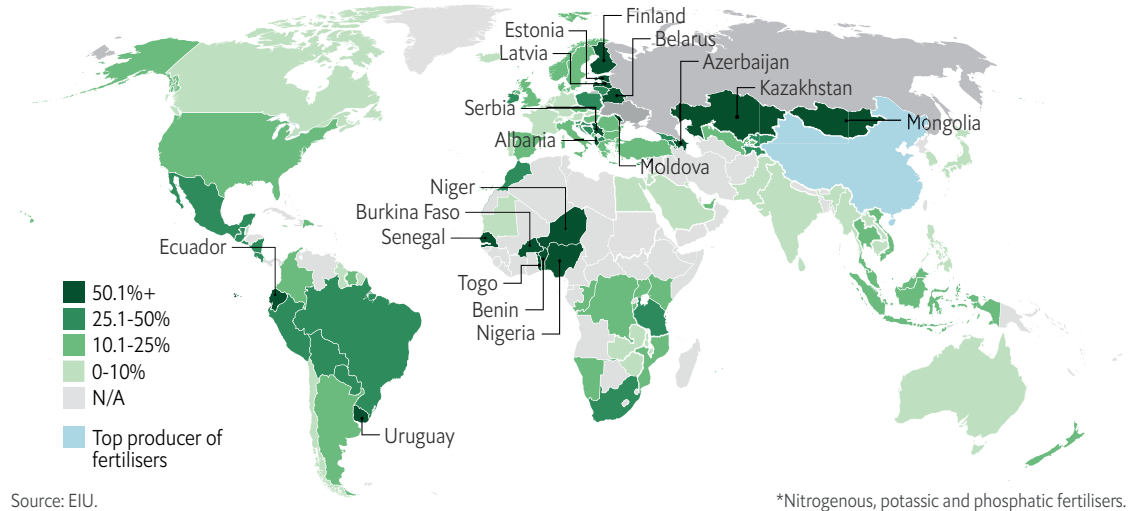 Finland
Estonia
Belarus
Latvia
Azerbaijan
Kazakhstan
Serbia
Mongolia
Albania
Moldova
Niger
Burkina Faso
Senegal
Ecuador
Togo
Benin
Nigeria
50.1%+
25.1-50%
10.1-25%
0-10%
N/A
Top producer of
fertilisers
Uruguay
Source: EIU.
*Nitrogenous, potassic and phosphatic fertilisers.